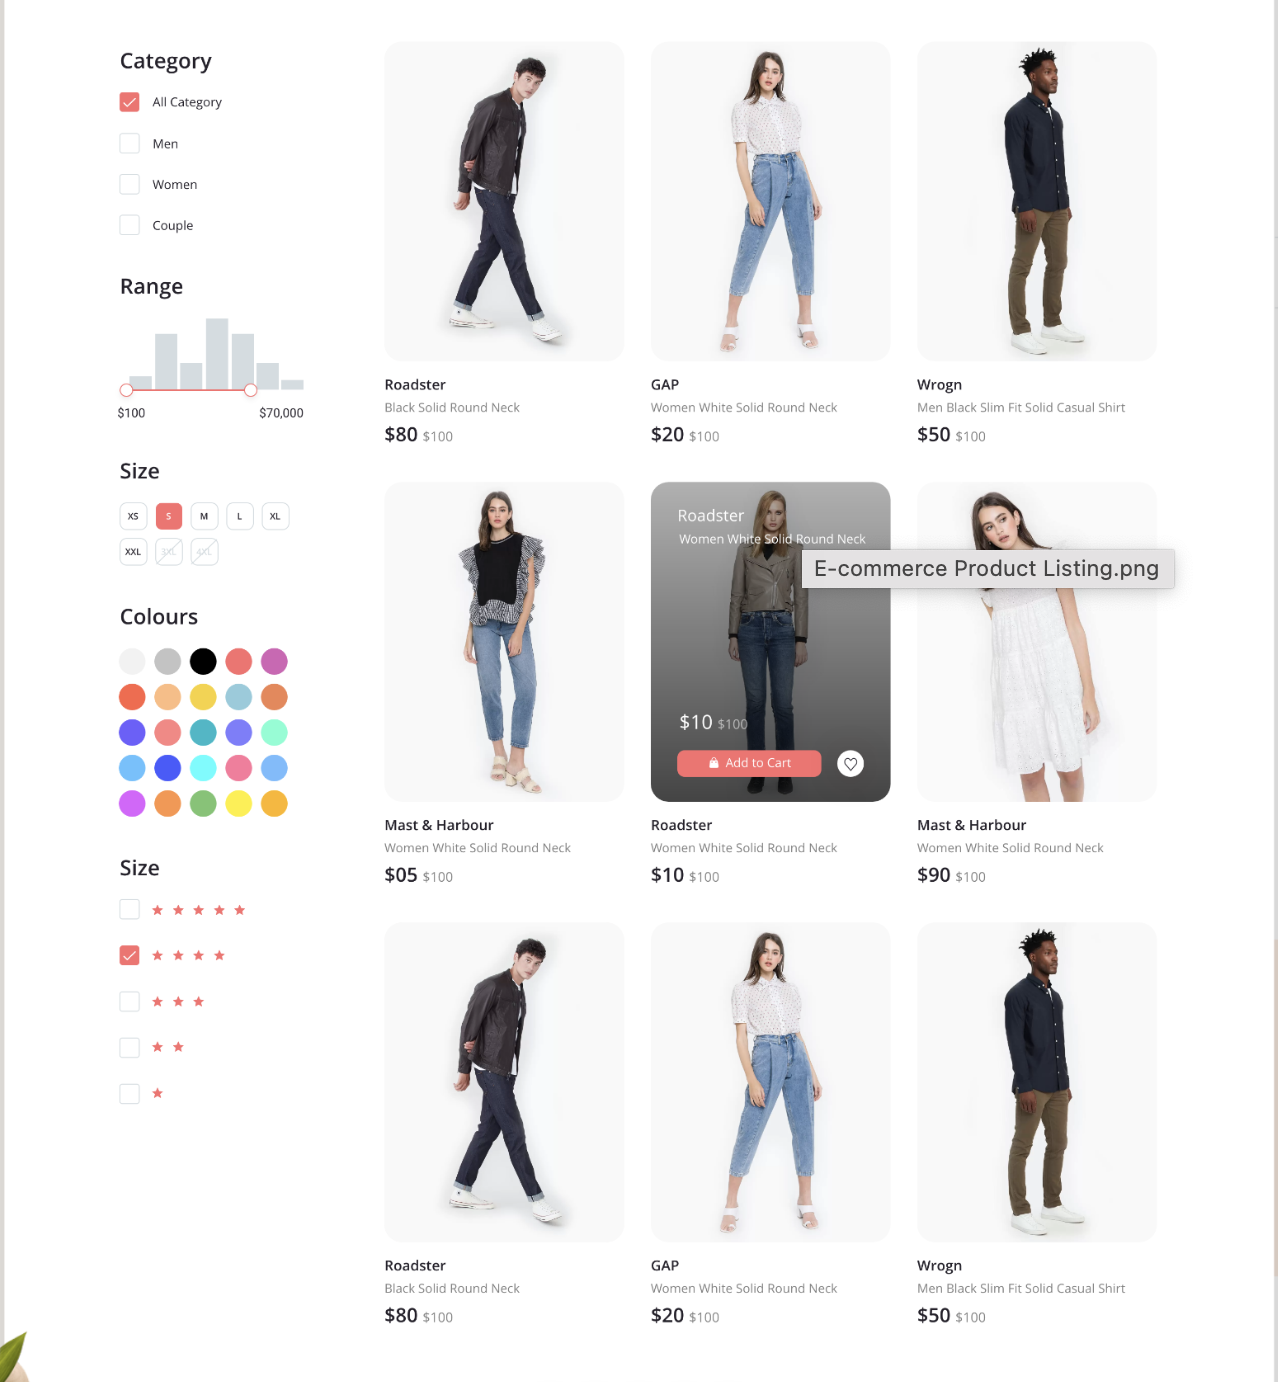 Category
All Category
Men
Women
Couple
Range
$100 $70,000
Size
XS S M L XL
XXL 3XL 4XL
Colours
Size
Roadster
Black Solid Round Neck
$80 $100
GAP
Women White Solid Round Neck
$20 $100
Wrogn
Men Black Slim Fit Solid Casual Shirt
$50 $100
Mast & Harbour
Women White Solid Round Neck
$05 $100
Roadster
Women White Solid Round Neck
$10 $100
Add to Cart
Roadster
Women White Solid Round Neck
$10 $100
E-commerce Product Listing.png
Mast & Harbour
Women White Solid Round Neck
$90 $100
Roadster
Black Solid Round Neck
$80 $100
GAP
Women White Solid Round Neck
$20 $100
Wrogn
Men Black Slim Fit Solid Casual Shirt
$50 $100